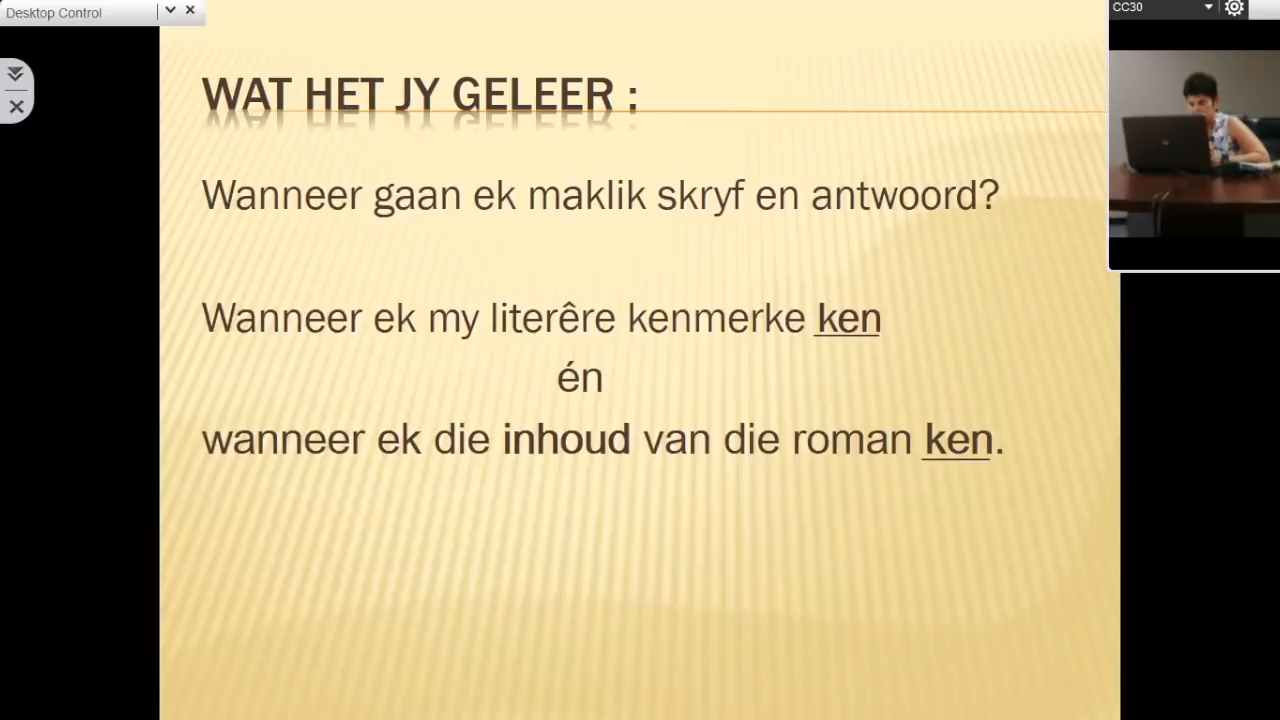 Desktop Control
CC30
WAT HET JY GELEER :
Wanneer gaan ek maklik skryf en antwoord?
Wanneer ek my literêre kenmerke ken
én
wanneer ek die inhoud van die roman ken.